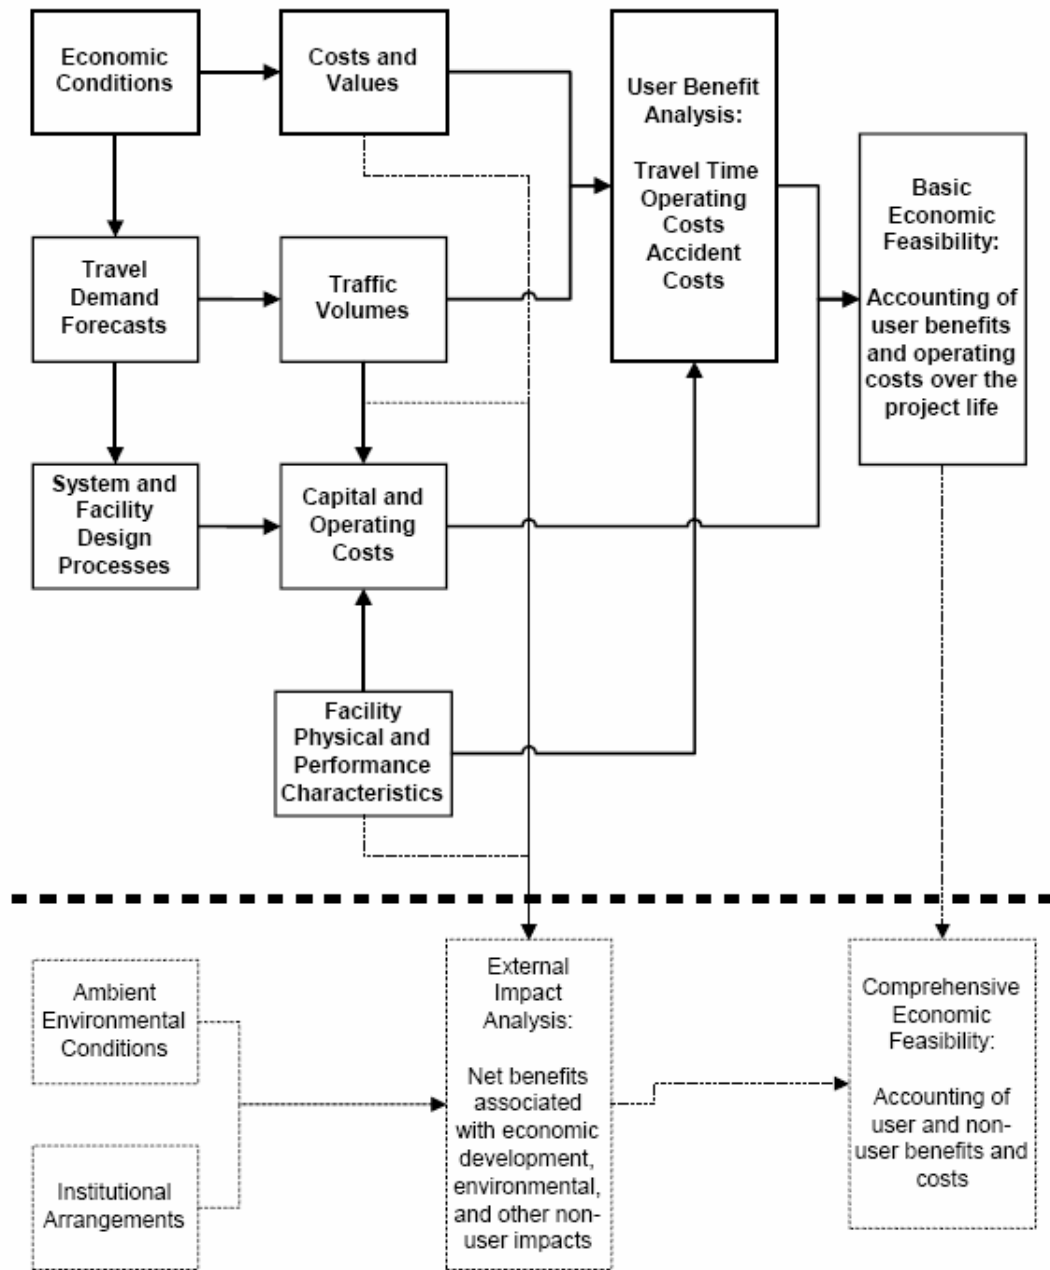 Economic
Conditions
Costs and
Values
User Benefit
Analysis:
Travel Time
Operating
Costs
Accident
Costs
Basic
Economic
Feasibility:
Accounting of
user benefits
and operating
costs over the
project life
Travel
Demand
Forecasts
Traffic
Volumes
System and
Facility
Design
Processes
Capital and
Operating
Costs
Facility
Physical and
Performance
Characteristics
Ambient
Environmental
Conditions
Institutional
Arrangements
External
Impact
Analysis:
Net benefits
associated
with economic
development,
environmental,
and other non-
user impacts
Comprehensive
Economic
Feasibility:
Accounting of
user and non-
user benefits and
costs